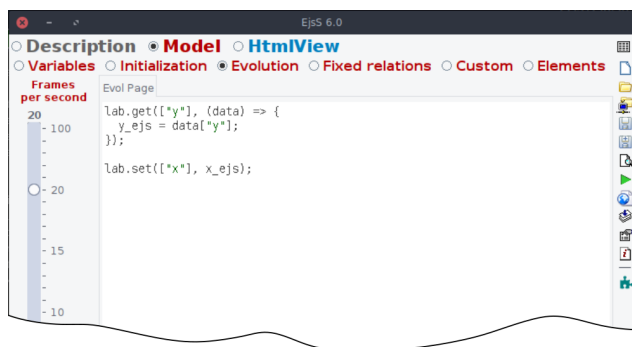 EjsS 6.0
Description Model HtmlView
Variables Initialization Evolution Fixed relations Custom Elements
Frames
per second
20
- 100
- 20
- 15
- 10
Evol Page
lab.get(["y"], (data) => {
  y_ejs = data["y"];
});
lab.set(["x"], x_ejs);